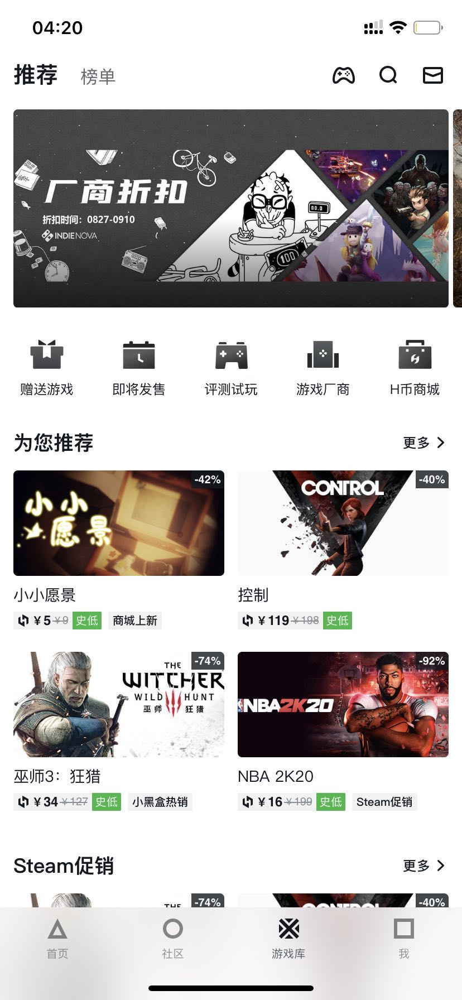 04:20
推荐 榜单
厂商折扣
折扣时间：0827-0910
INDIENOVA
00.0
100
赠送游戏 即将发售 评测试玩 游戏厂商 H币商城
为您推荐 更多
-42% -40%
小小愿景
CONTROL
小小愿景 控制
¥5 ¥9 史低 商城上新 ¥119 ¥198 史低
-74% -92%
THE
WITCHER
WILD HUNT
巫师 狂猎
NBA2K20
NEX
巫师3：狂猎 NBA 2K20
¥34 ¥127 史低 小黑盒热销 ¥16 ¥199 史低 Steam促销
Steam促销 更多
-74% -40%
THE CONTROL
首页 社区 游戏库 我